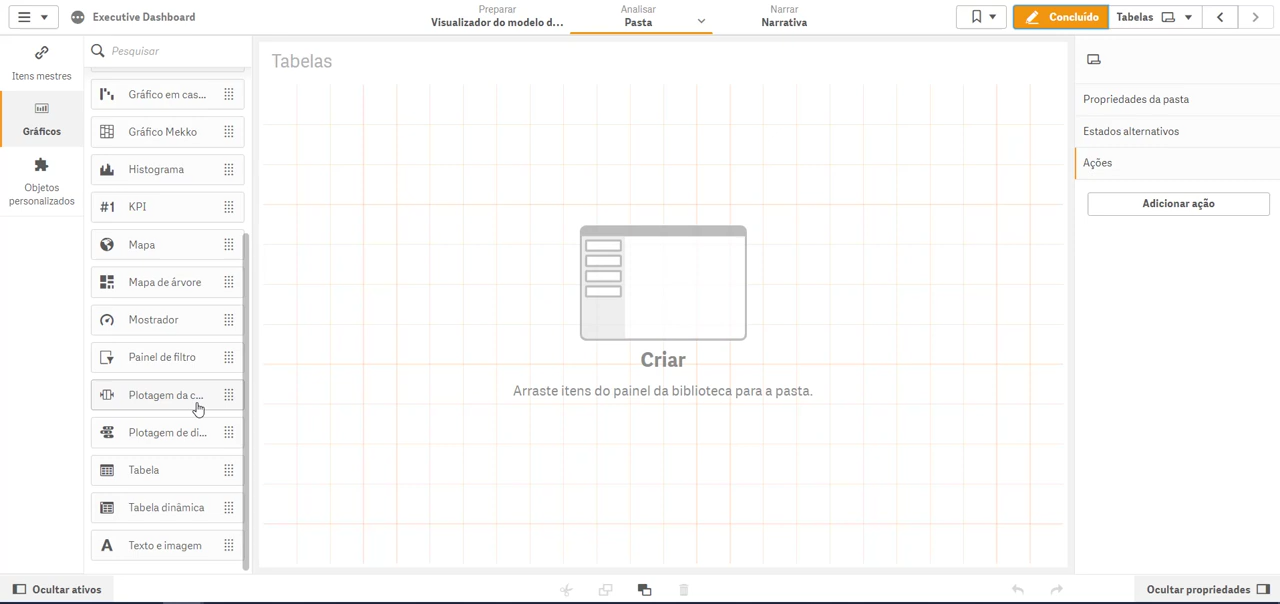 Executive Dashboard
Preparar
Visualizador do modelo d...
Analisar
Pasta
Narrar
Narrativa
Concluído
Tabelas
Itens mestres
Gráficos
Objetos
personalizados
Pesquisar
Gráfico em cas...
Gráfico Mekko
Histograma
#1 KPI
Mapa
Mapa de árvore
Mostrador
Painel de filtro
Plotagem da c...
Plotagem de di...
Tabela
Tabela dinâmica
A Texto e imagem
Tabelas
Criar
Arraste itens do painel da biblioteca para a pasta.
Propriedades da pasta
Estados alternativos
Ações
Adicionar ação
Ocultar ativos
Ocultar propriedades